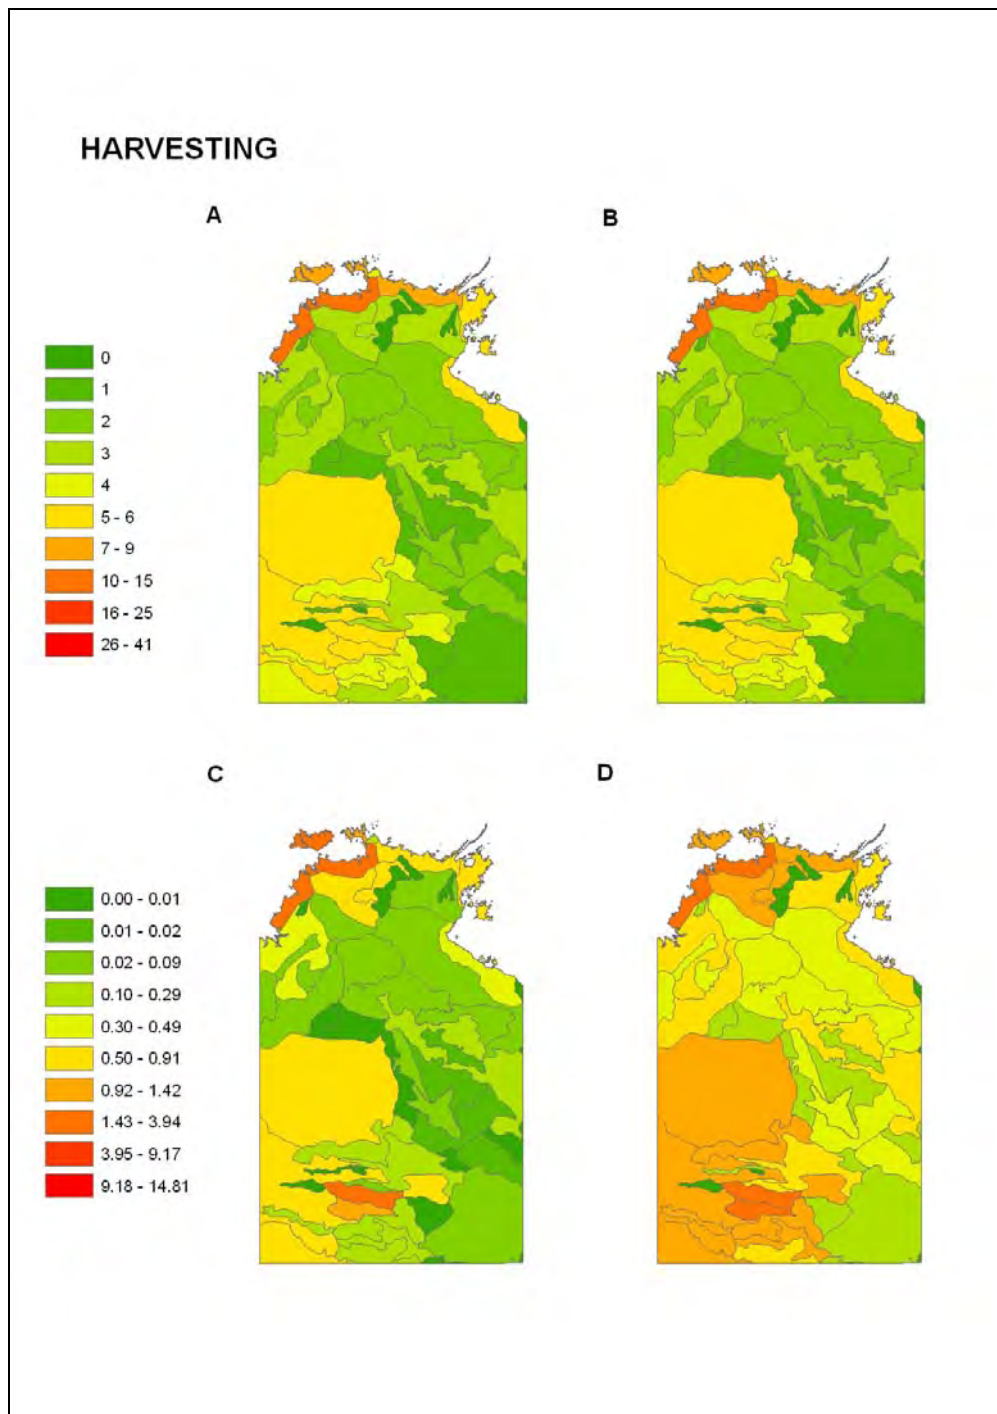 HARVESTING
A
B
0
1
2
3
4
5 - 6
7 - 9
10 - 15
16 - 25
26 - 41
C
D
0.00 - 0.01
0.01 - 0.02
0.02 - 0.09
0.10 - 0.29
0.30 - 0.49
0.50 - 0.91
0.92 - 1.42
1.43 - 3.94
3.95 - 9.17
9.18 - 14.81